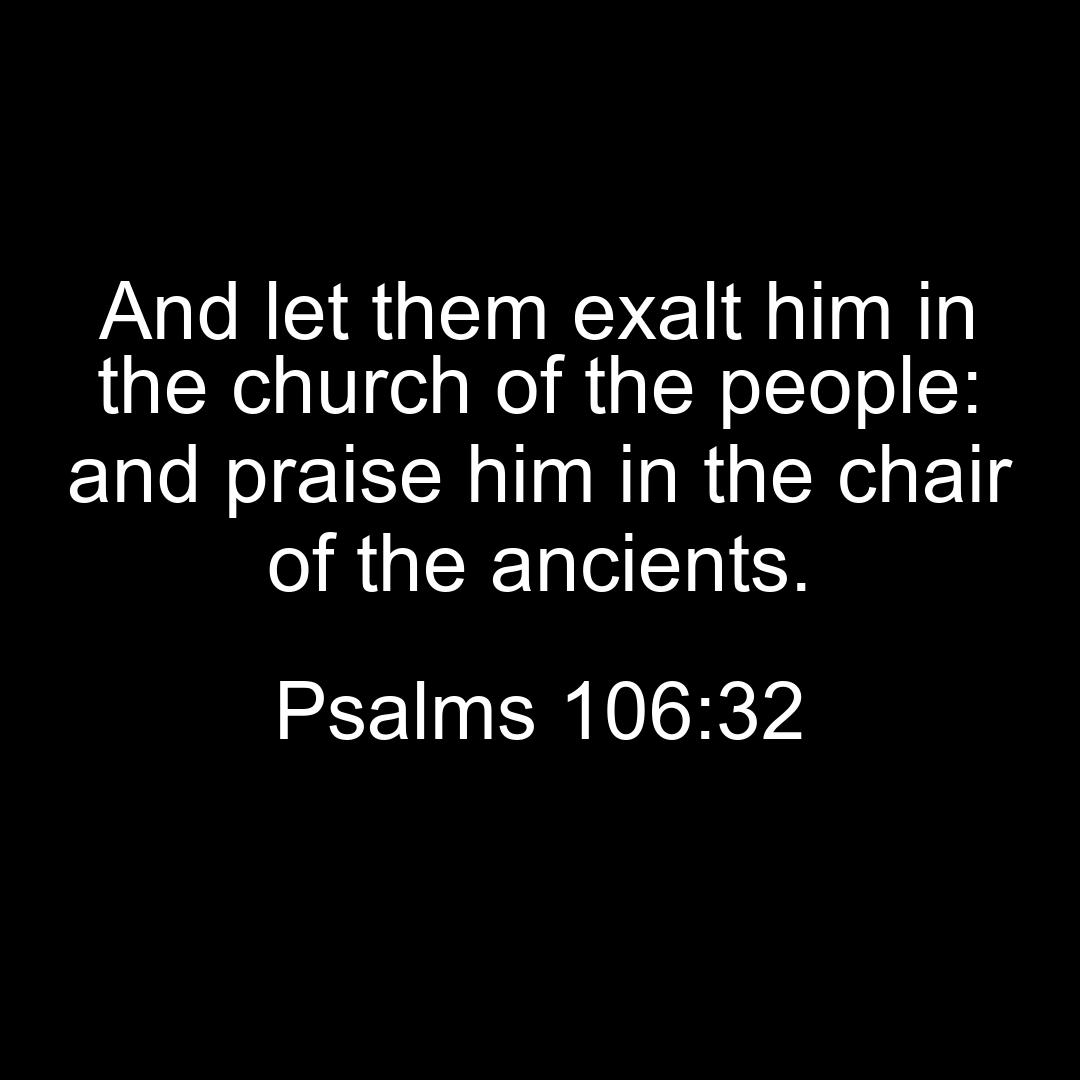 And let them exalt him in
the church of the people:
and praise him in the chair
of the ancients.
Psalms 106:32